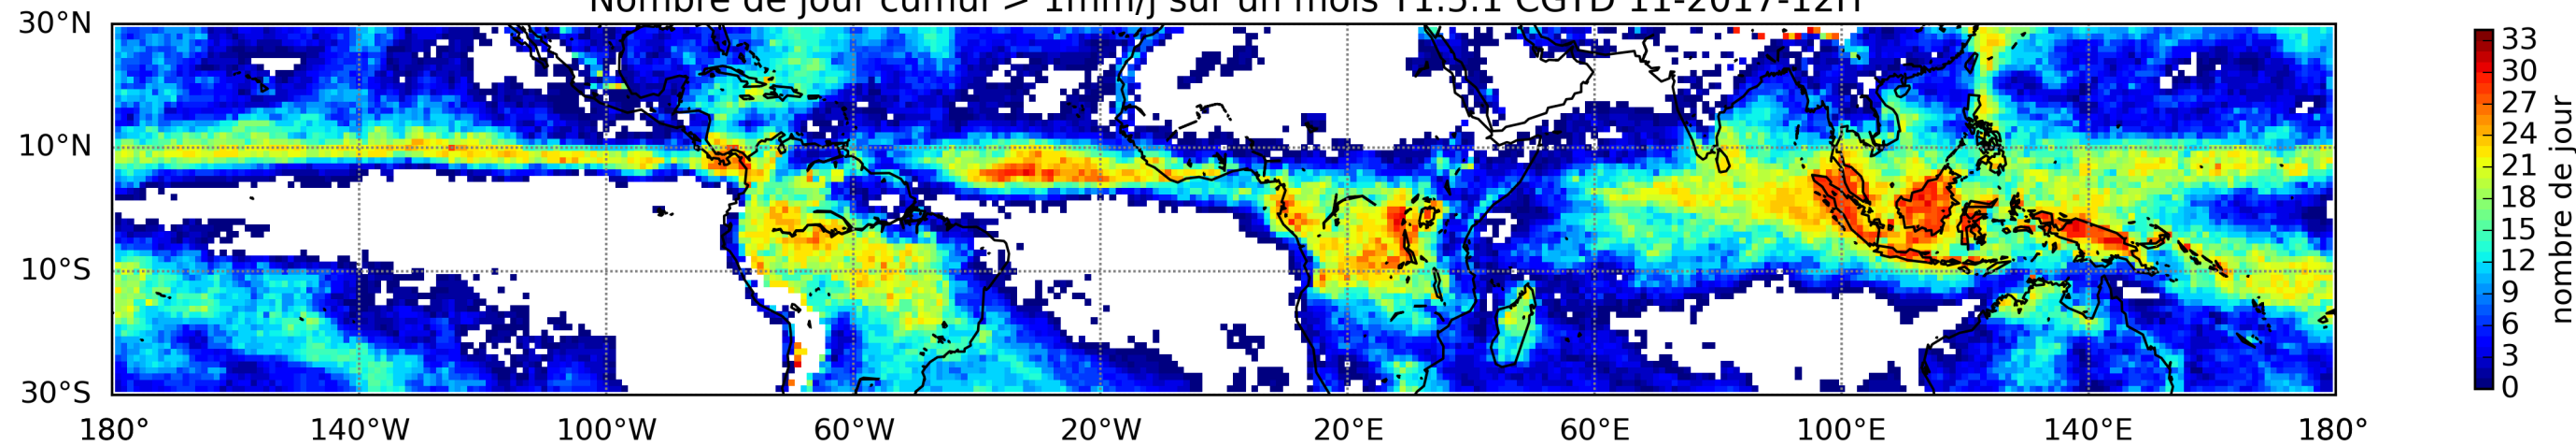 Nombre de jour cumul > 1mm/j sur un mois T1.5.1 CGTD 11-2017-12H
30°N
10°N
10°S
30°S
180° 140°W 100°W 60°W 20°W 20°E 60°E 100°E 140°E 180°
33
30
27
24
21
18
15
12
9
6
3
0
nombre de jour